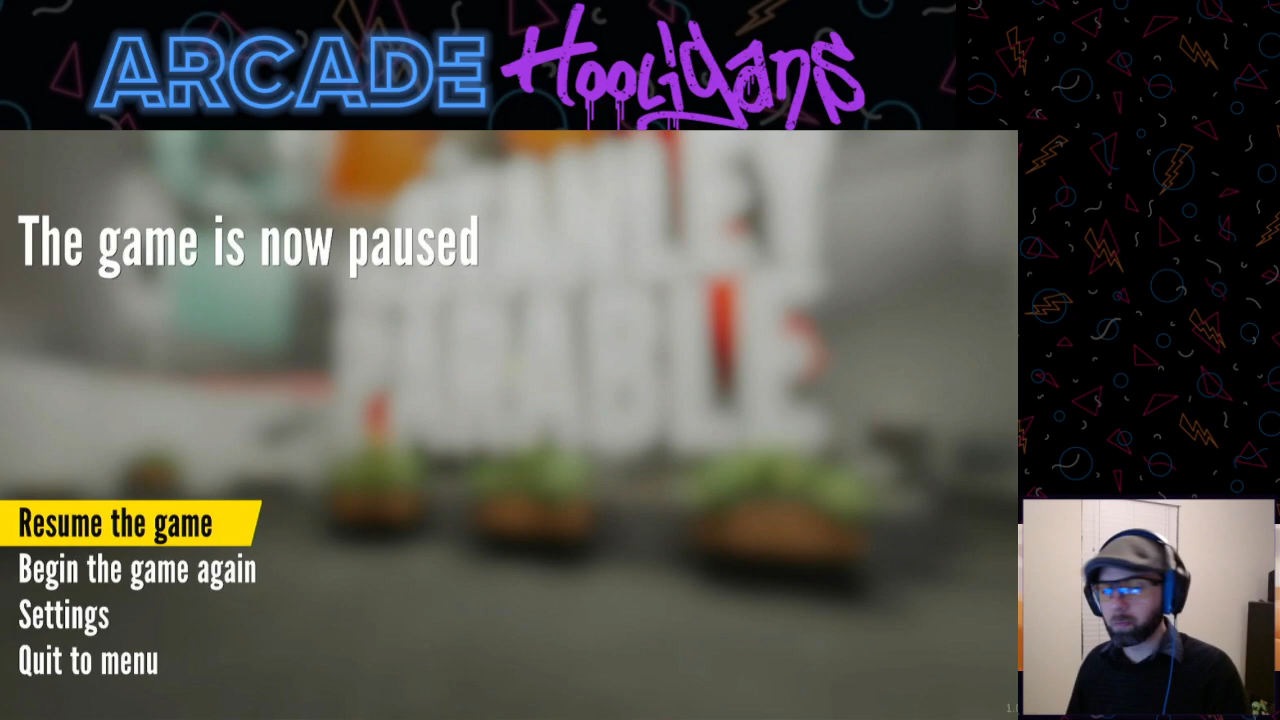 ARCADE Hooligans
The game is now paused
Resume the game
Begin the game again
Settings
Quit to menu